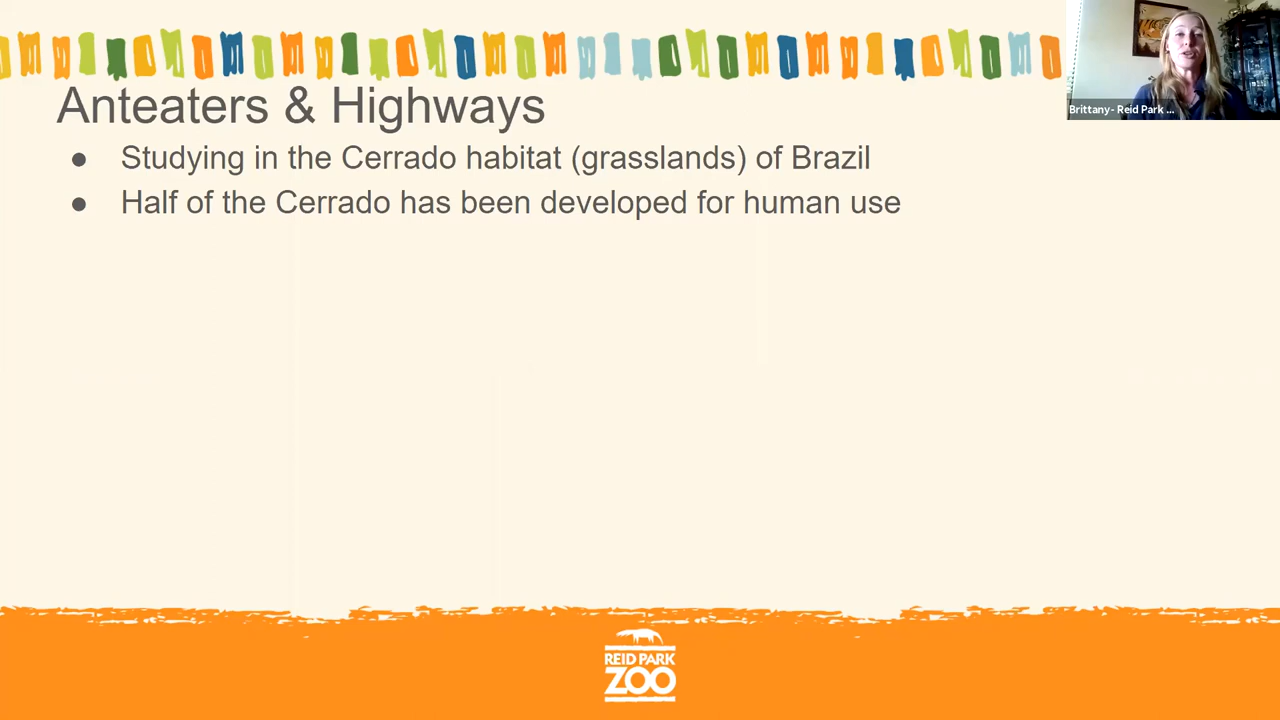 Anteaters & Highways
● Studying in the Cerrado habitat (grasslands) of Brazil
● Half of the Cerrado has been developed for human use
Brittany- Reid Park ...
REID PARK
ZOO